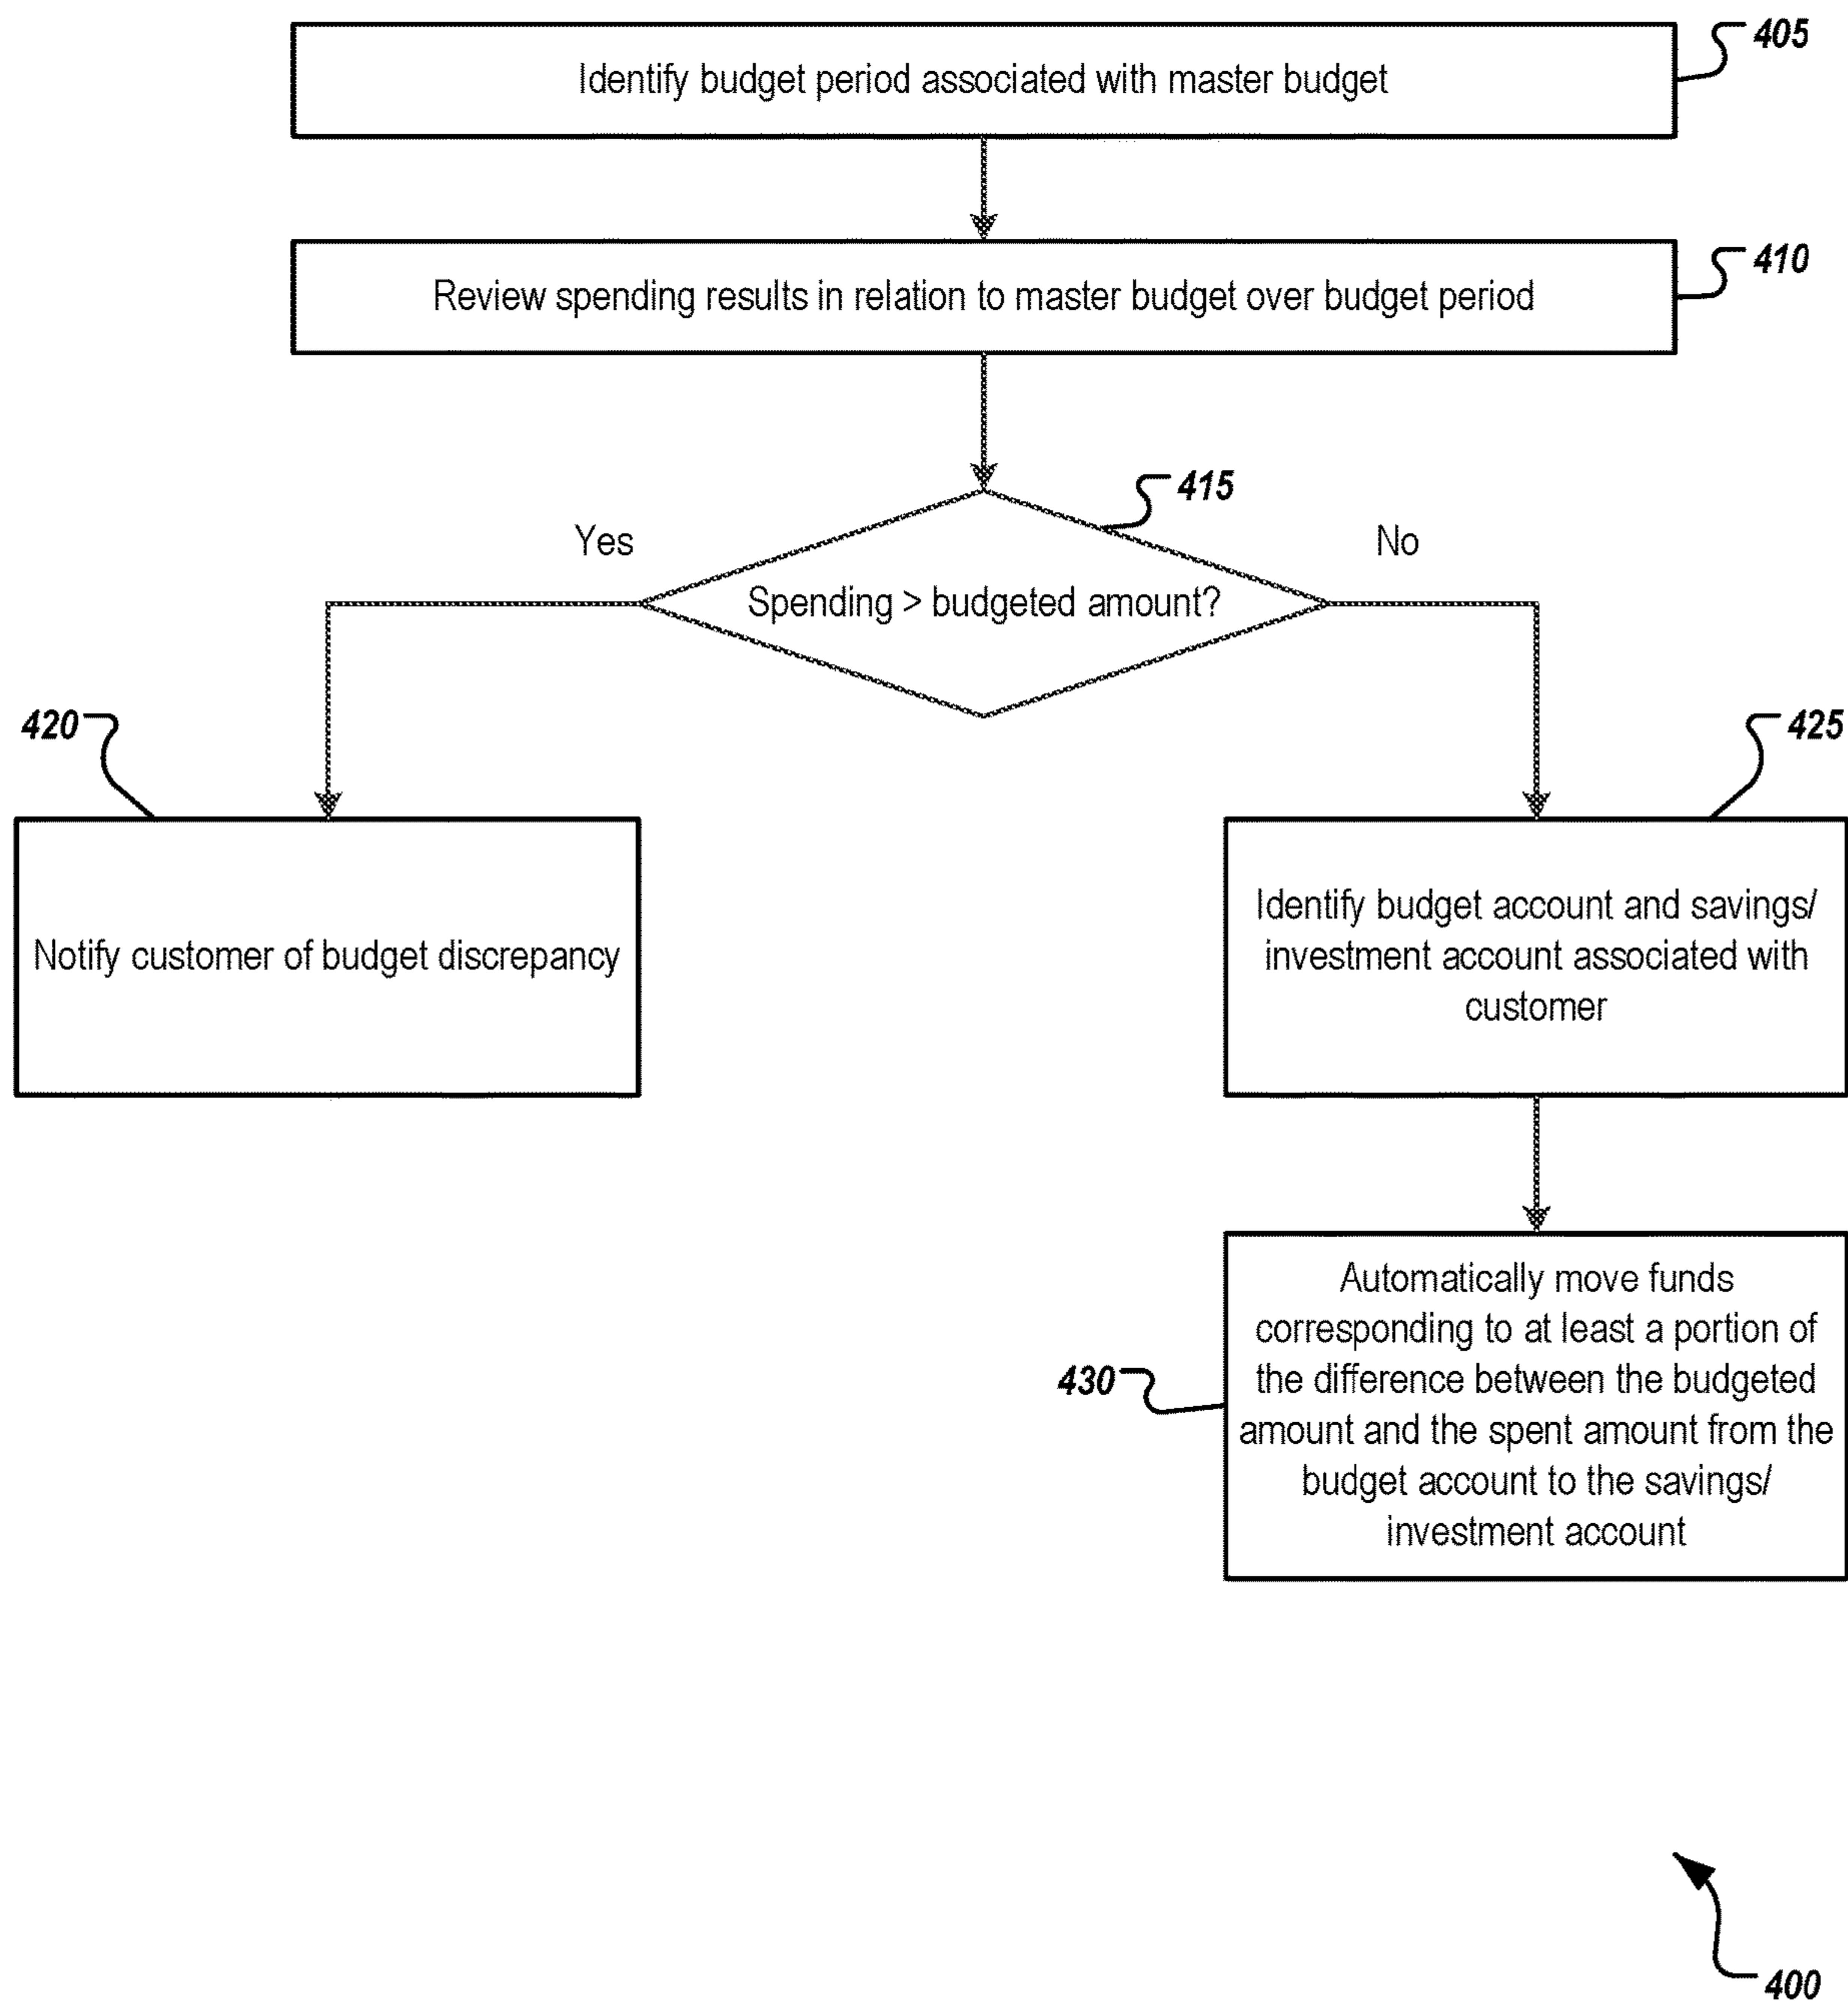 405
Identify budget period associated with master budget
410
Review spending results in relation to master budget over budget period
415
Yes
No
Spending > budgeted amount?
420
425
Notify customer of budget discrepancy
Identify budget account and savings/
investment account associated with
customer
430
Automatically move funds
corresponding to at least a portion of
the difference between the budgeted
amount and the spent amount from the
budget account to the savings/
investment account
400